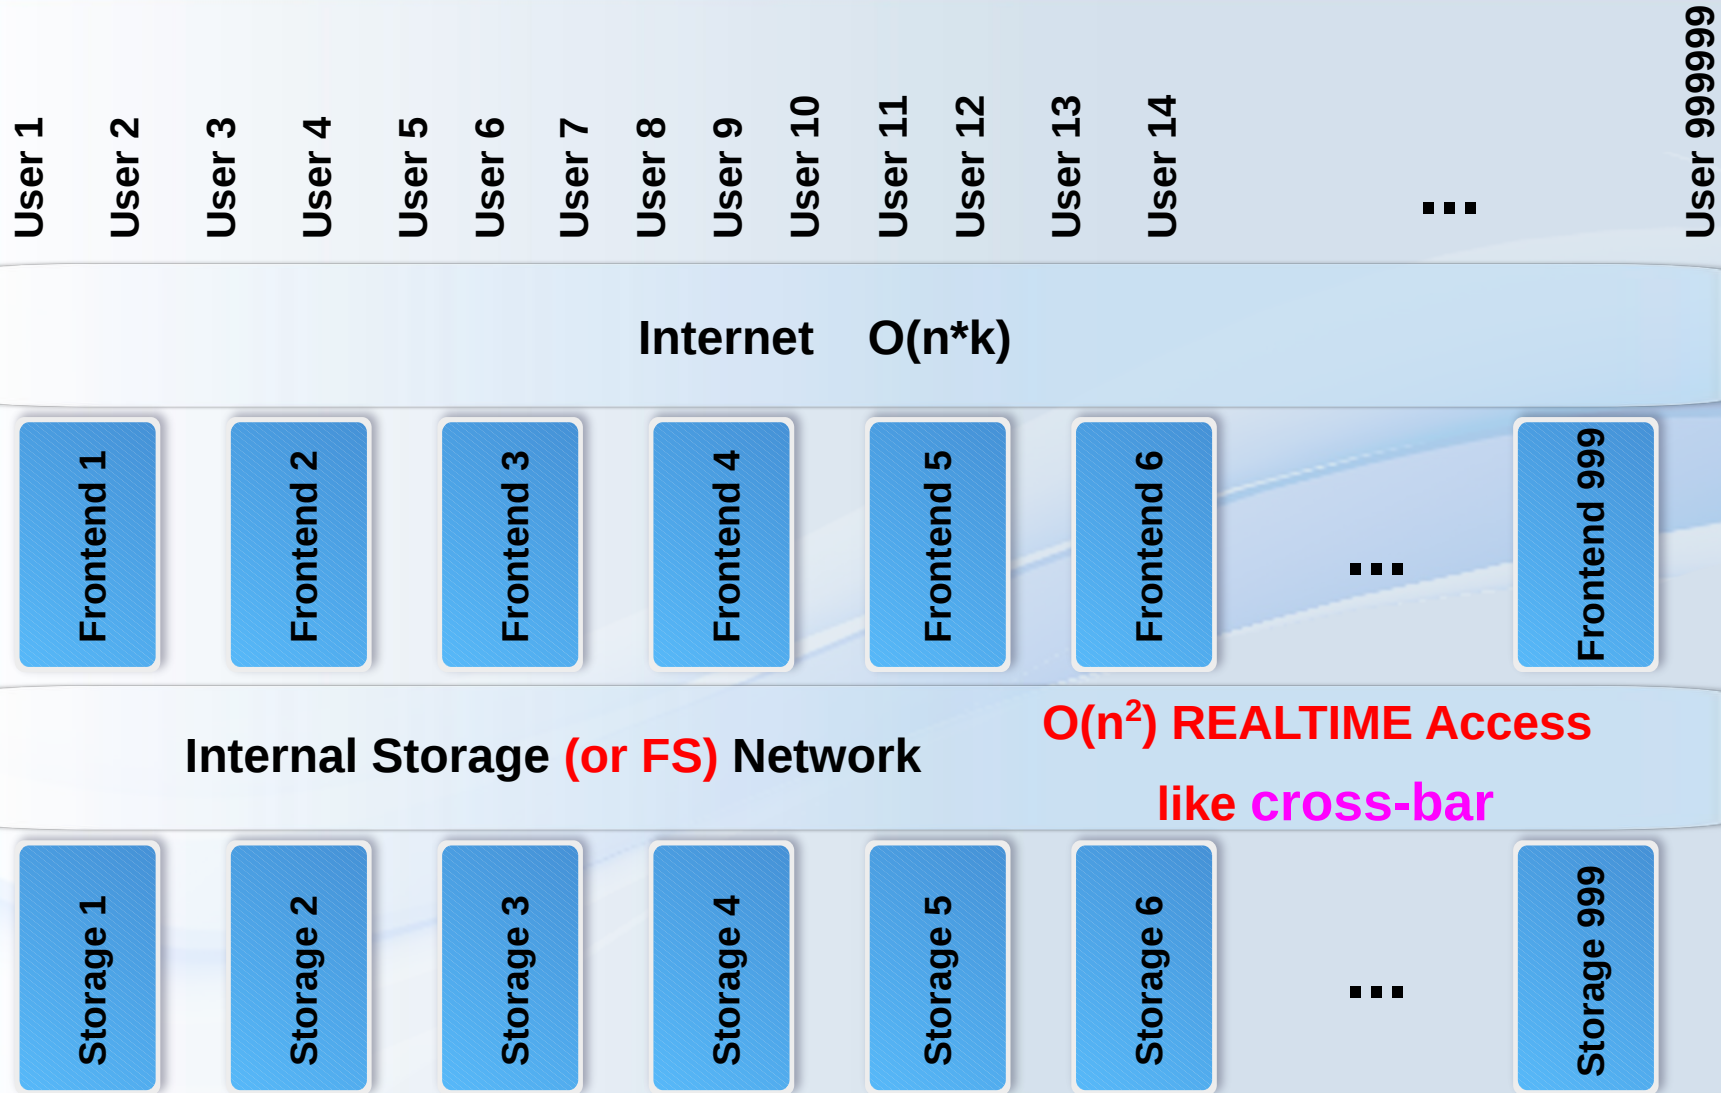 User 1
User 2
User 3
User 4
User 5
User 6
User 7
User 8
User 9
User 10
User 11
User 12
User 13
User 14
...
User 9999999
Internet O(n*k)
Frontend 1
Frontend 2
Frontend 3
Frontend 4
Frontend 5
Frontend 6
...
Frontend 999
Internal Storage (or FS) Network
O(n²) REALTIME Access
like cross-bar
Storage 1
Storage 2
Storage 3
Storage 4
Storage 5
Storage 6
...
Storage 999